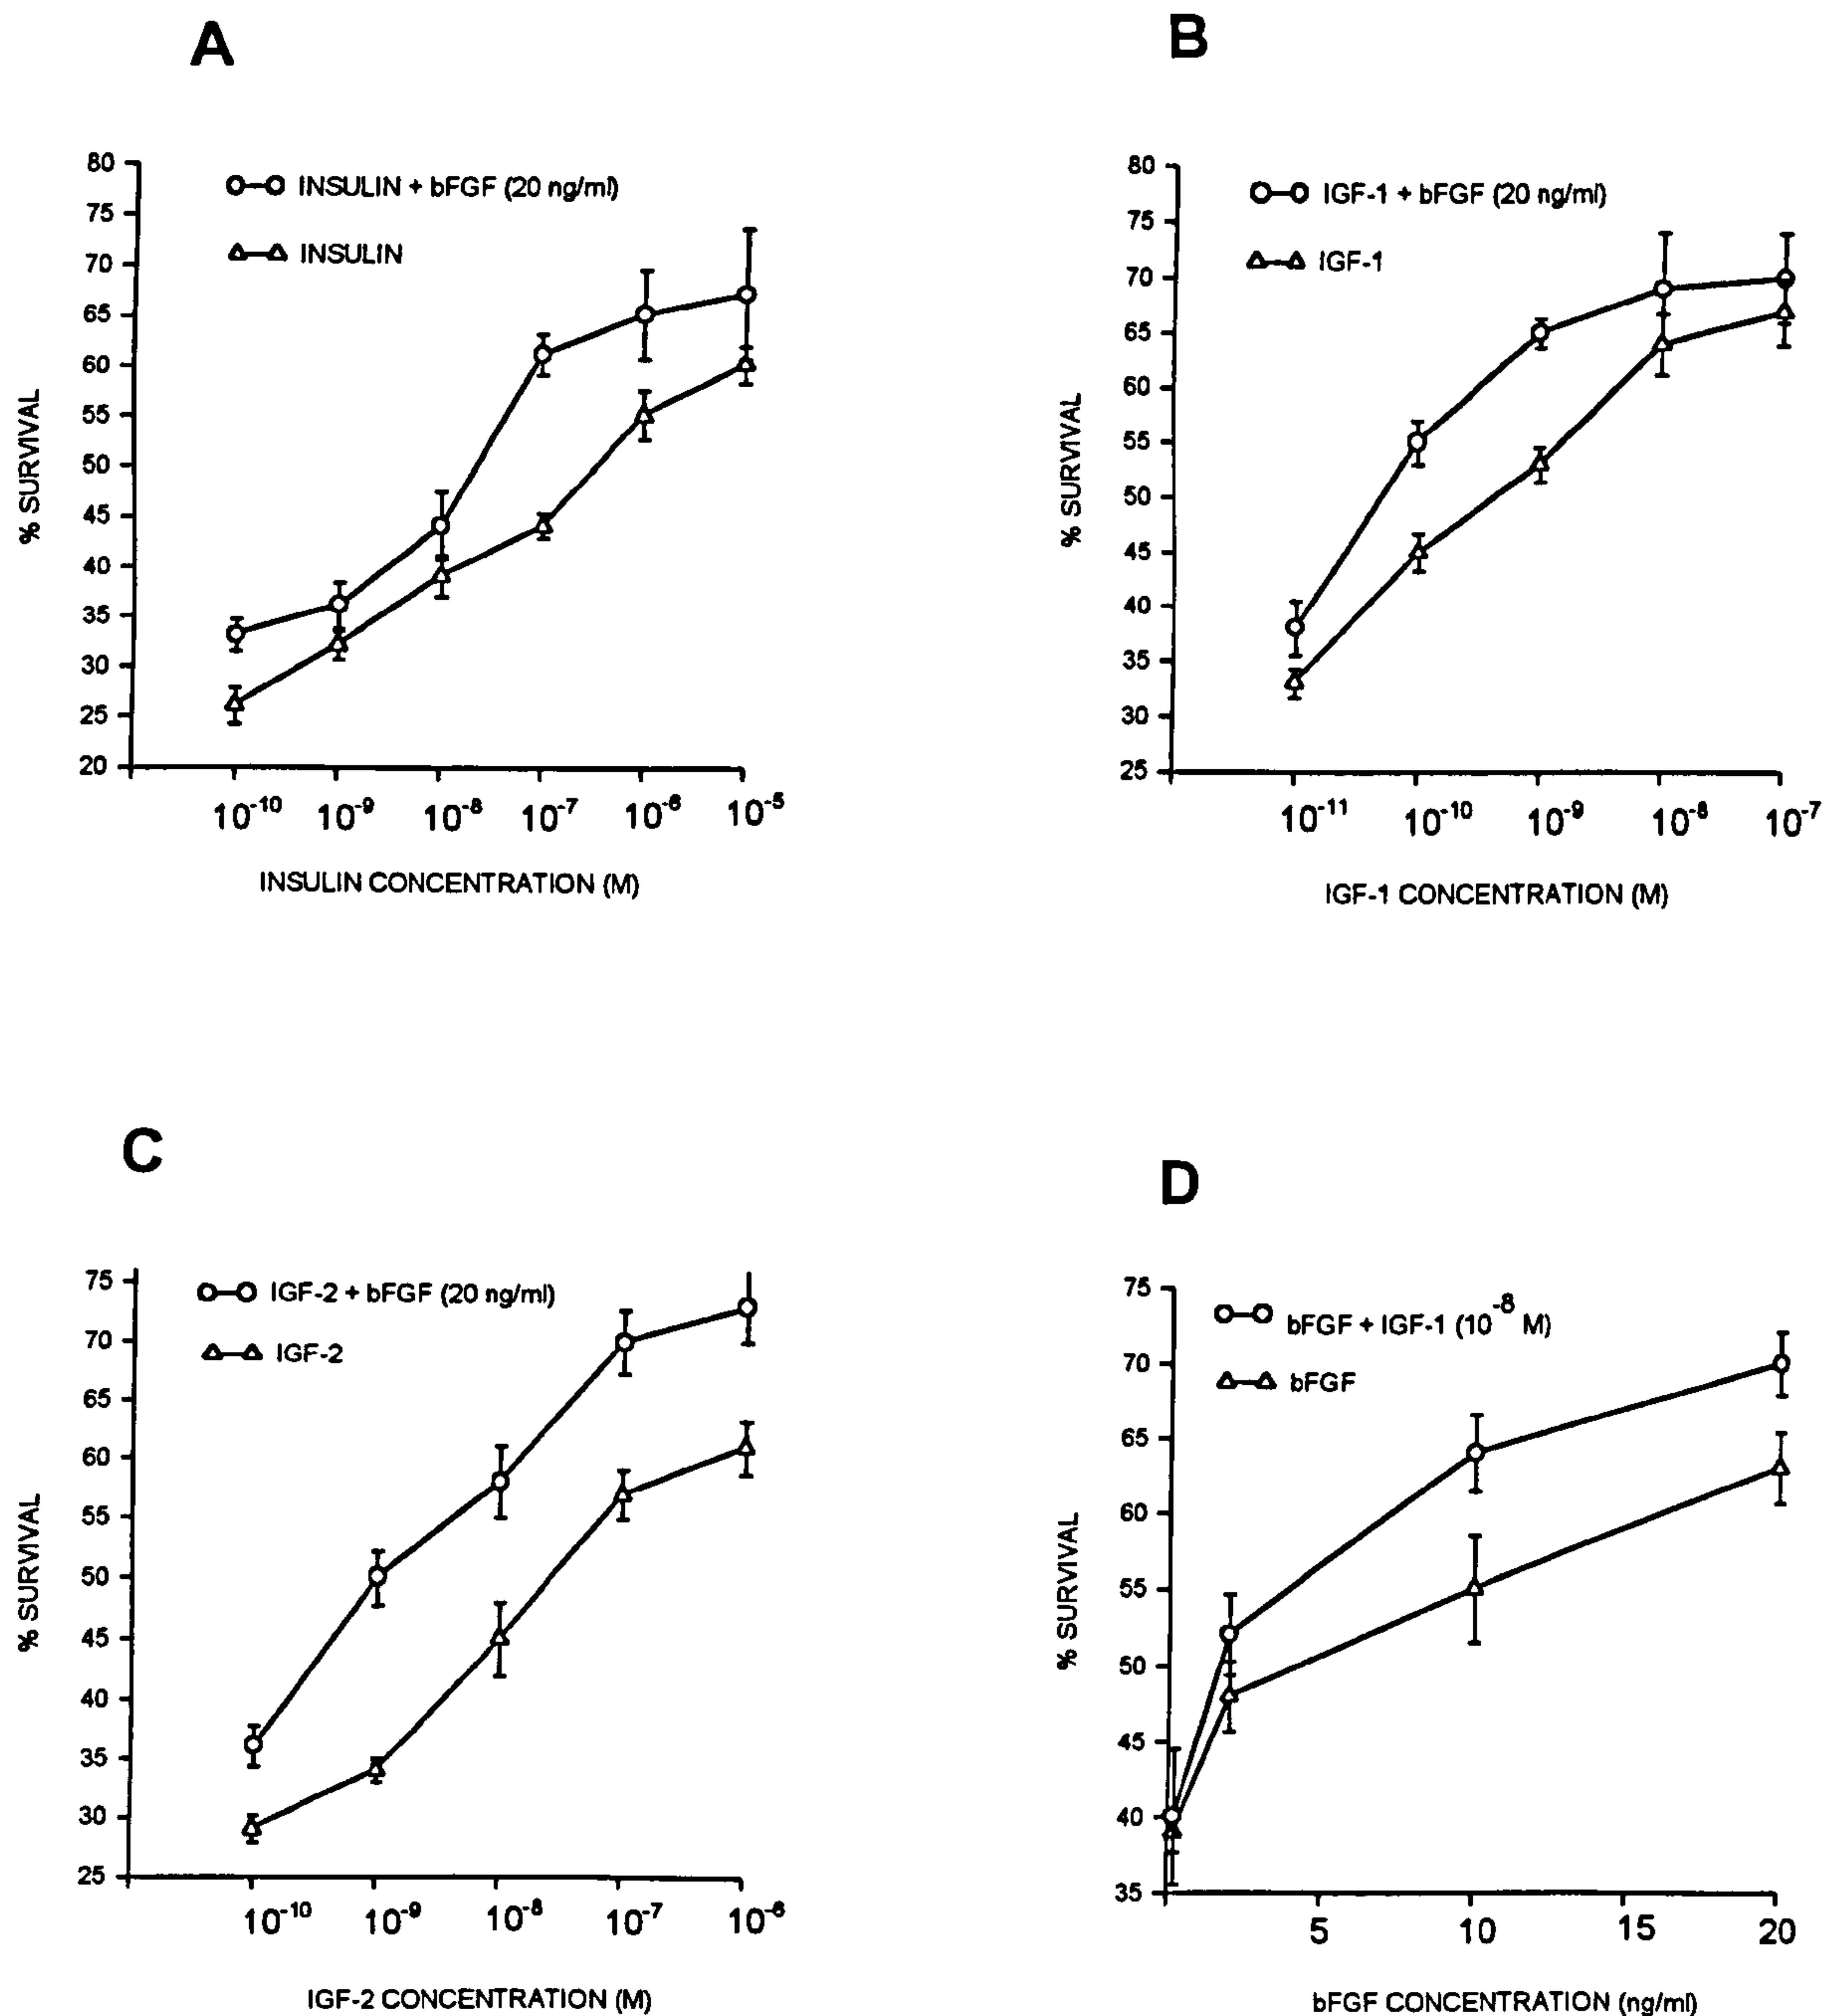 A
80
75
70
65
60
55
50
45
40
35
30
25
20
% SURVIVAL
INSULIN + bFGF (20 ng/ml)
INSULIN
10^-10 10^-9 10^-8 10^-7 10^-6 10^-5
INSULIN CONCENTRATION (M)
B
80
75
70
65
60
55
50
45
40
35
30
25
% SURVIVAL
IGF-1 + bFGF (20 ng/ml)
IGF-1
10^-11 10^-10 10^-9 10^-8 10^-7
IGF-1 CONCENTRATION (M)
C
75
70
65
60
55
50
45
40
35
30
25
% SURVIVAL
IGF-2 + bFGF (20 ng/ml)
IGF-2
10^-10 10^-9 10^-8 10^-7 10^-6
IGF-2 CONCENTRATION (M)
D
75
70
65
60
55
50
45
40
35
% SURVIVAL
bFGF + IGF-1 (10^-8 M)
bFGF
5 10 15 20
bFGF CONCENTRATION (ng/ml)